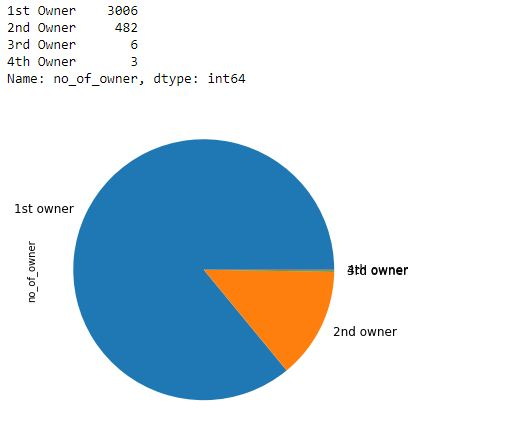 1st Owner    3006
2nd Owner     482
3rd Owner       6
4th Owner       3
Name: no_of_owner, dtype: int64
1st owner
no_of_owner
owner
2nd owner